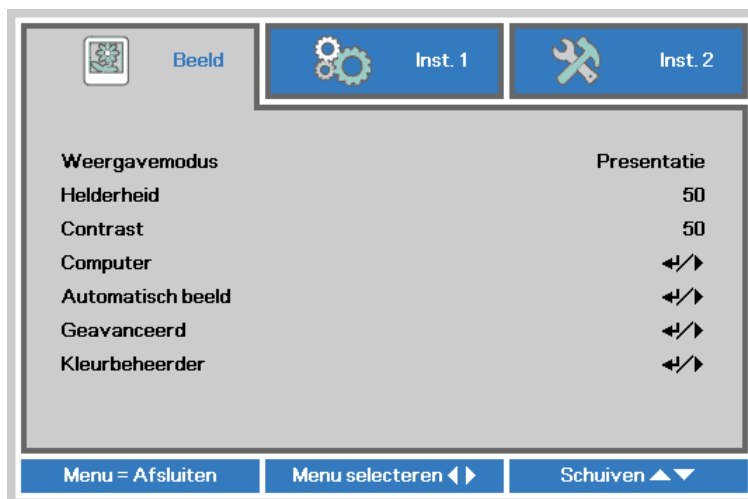 Beeld
Inst. 1
Inst. 2
Weergavemodus Presentatie
Helderheid 50
Contrast 50
Computer ↵/▶
Automatisch beeld ↵/▶
Geavanceerd ↵/▶
Kleurbeheerder ↵/▶
Menu = Afsluiten
Menu selecteren ◀ ▶
Schuiven ▲▼